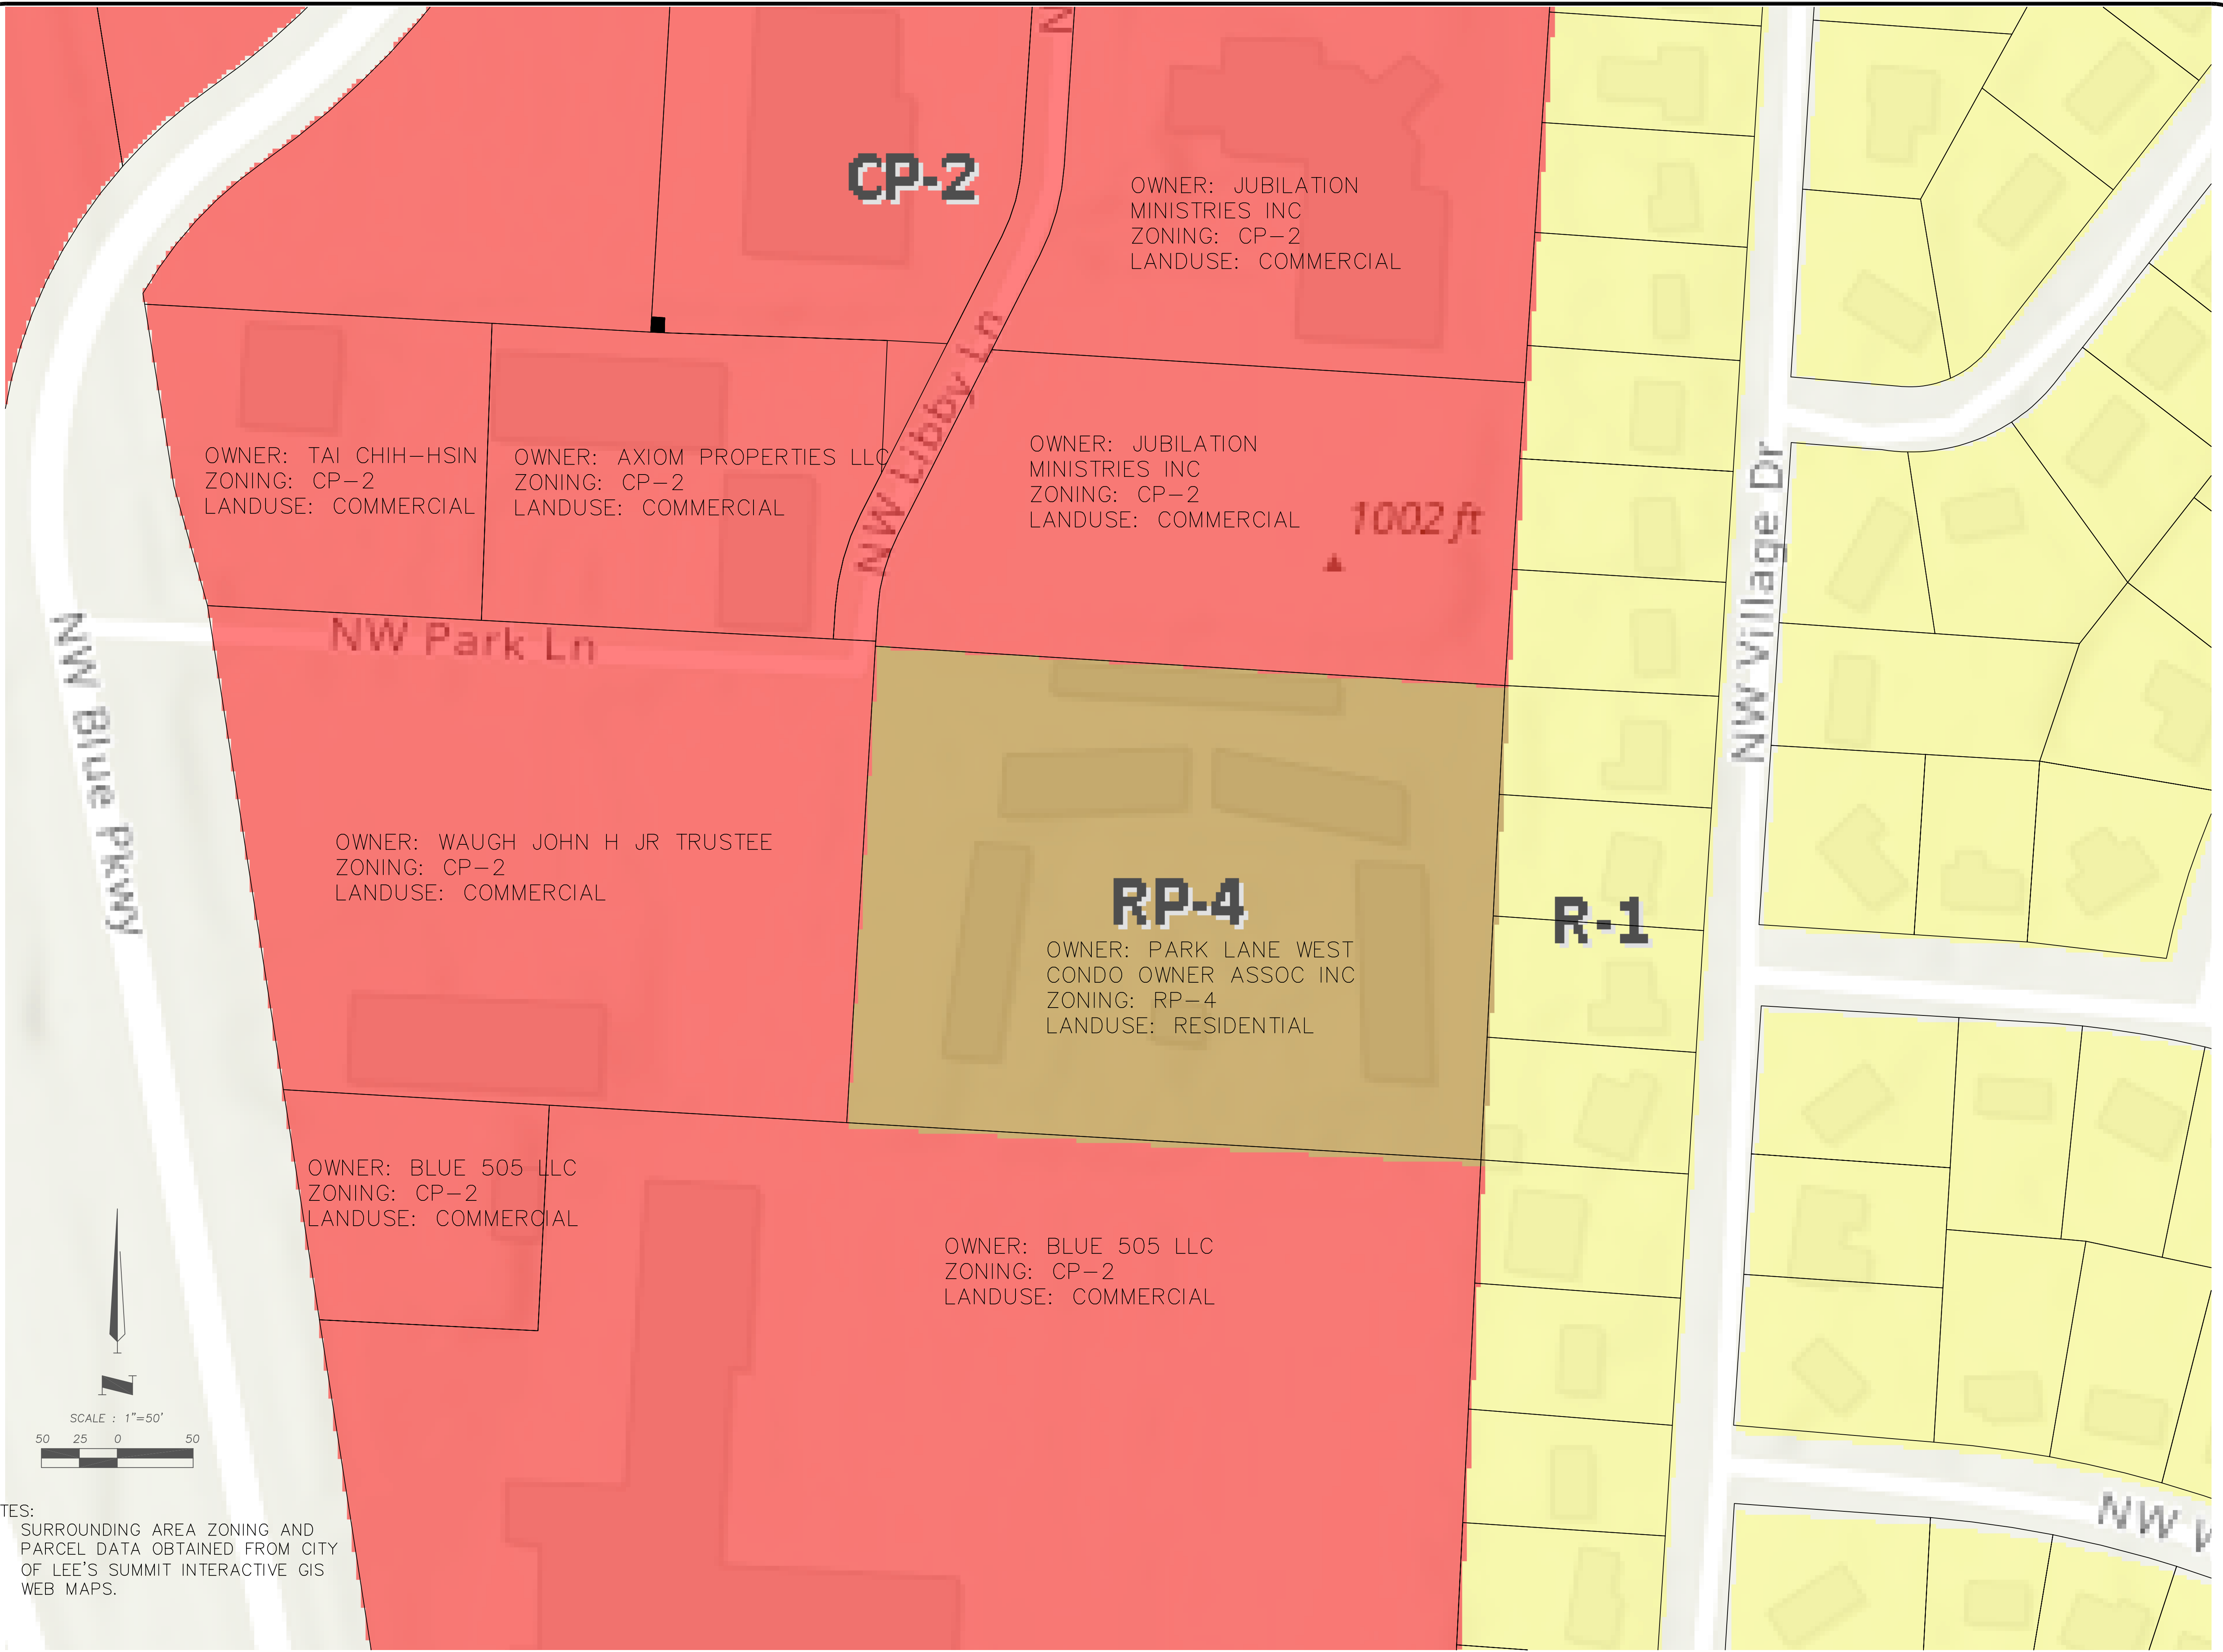 CP-2
OWNER: JUBILATION
MINISTRIES INC
ZONING: CP-2
LANDUSE: COMMERCIAL
OWNER: TAI CHIH-HSIN
ZONING: CP-2
LANDUSE: COMMERCIAL
OWNER: AXIOM PROPERTIES LLC
ZONING: CP-2
LANDUSE: COMMERCIAL
NW Libby Ln
OWNER: JUBILATION
MINISTRIES INC
ZONING: CP-2
LANDUSE: COMMERCIAL
1002 ft
NW Village Dr
NW Park Ln
NW Blue Pkwy
OWNER: WAUGH JOHN H JR TRUSTEE
ZONING: CP-2
LANDUSE: COMMERCIAL
RP-4
OWNER: PARK LANE WEST
CONDO OWNER ASSOC INC
ZONING: RP-4
LANDUSE: RESIDENTIAL
R-1
OWNER: BLUE 505 LLC
ZONING: CP-2
LANDUSE: COMMERCIAL
OWNER: BLUE 505 LLC
ZONING: CP-2
LANDUSE: COMMERCIAL
N
SCALE : 1"=50'
50 25 0 50
TES:
SURROUNDING AREA ZONING AND
PARCEL DATA OBTAINED FROM CITY
OF LEE'S SUMMIT INTERACTIVE GIS
WEB MAPS.
NW